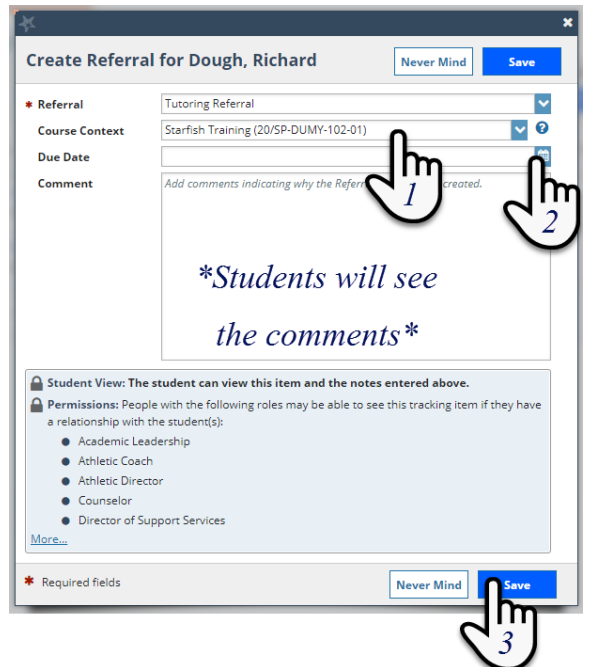 Create Referral for Dough, Richard
Never Mind
Save
* Referral
Tutoring Referral
Course Context
Starfish Training (20/SP-DUMY-102-01)
Due Date
Comment
Add comments indicating why the Refer created.
1
2
*Students will see
the comments*
Student View: The student can view this item and the notes entered above.
Permissions: People with the following roles may be able to see this tracking item if they have
a relationship with the student(s):
Academic Leadership
Athletic Coach
Athletic Director
Counselor
Director of Support Services
More...
* Required fields
Never Mind
Save
3